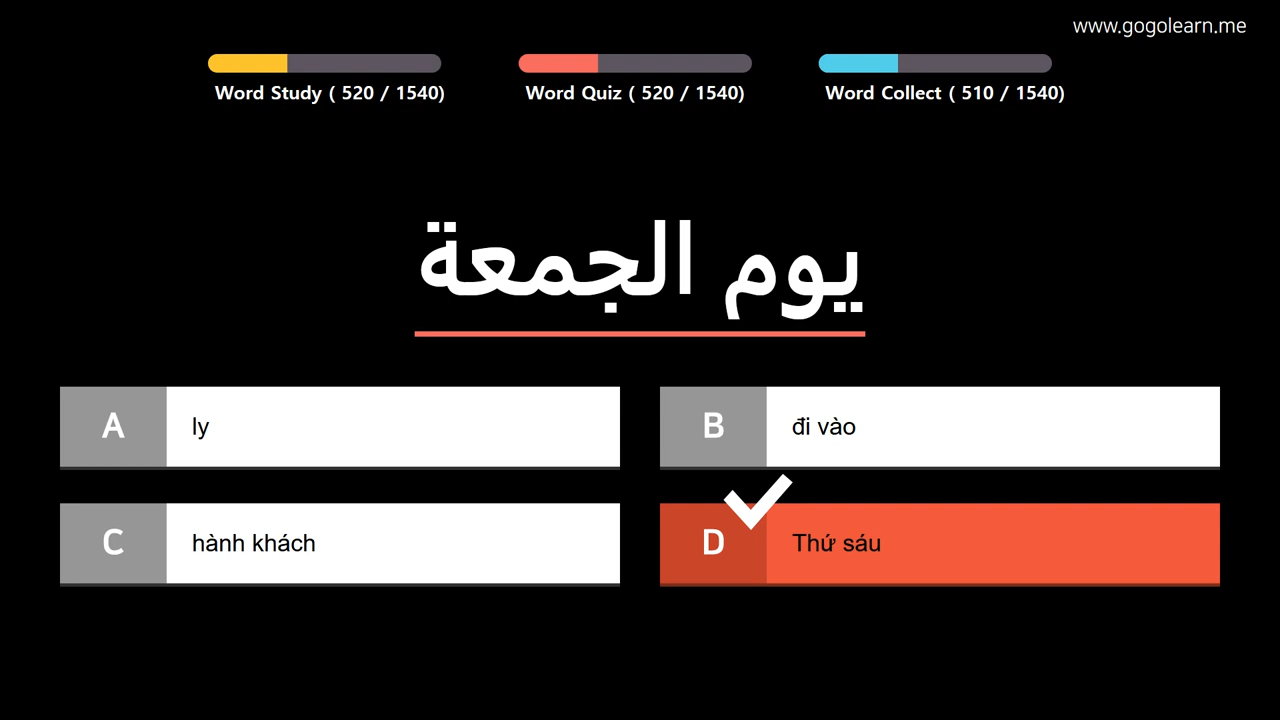 www.gogolearn.me
Word Study ( 520 / 1540)
Word Quiz ( 520 / 1540)
Word Collect ( 510 / 1540)
يوم الجمعة
A
ly
B
đi vào
C
hành khách
D
Thứ sáu